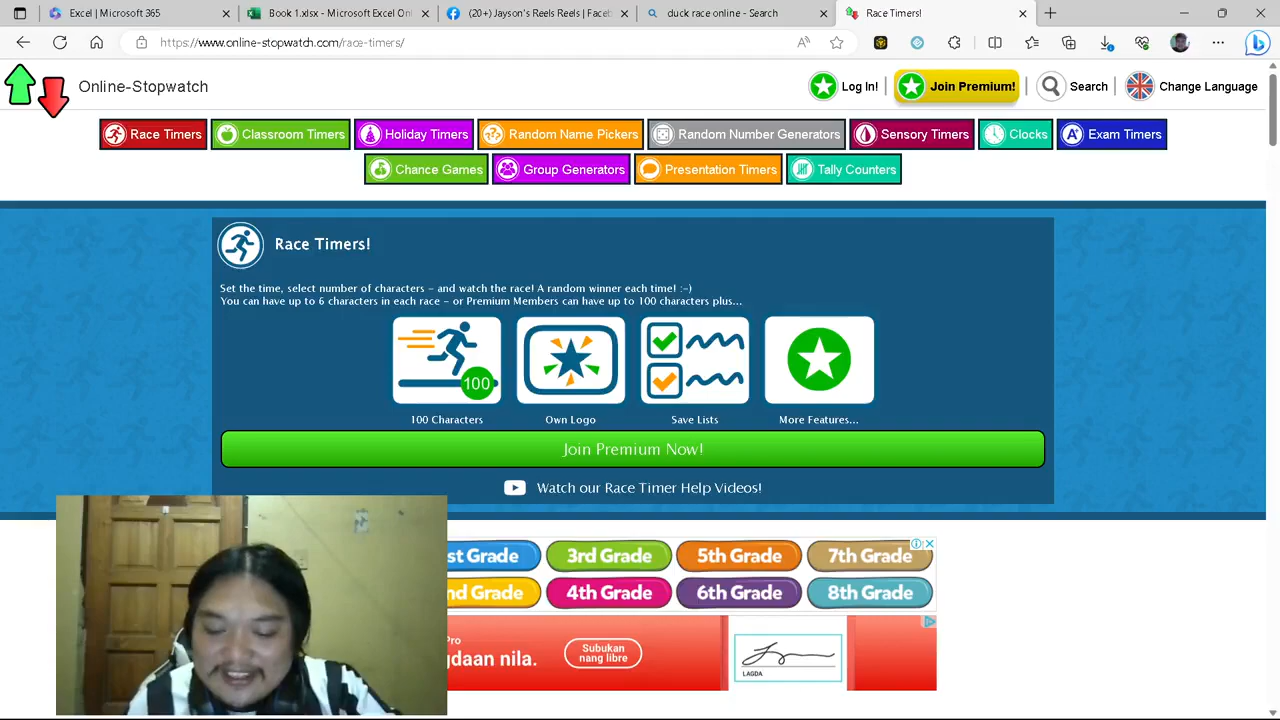 Excel | Microsoft 365
Book 1.xlsx - Microsoft Excel Onl
(20+) Jayson's Reels Reels | Faceb
duck race online - Search
Race Timers!
https://www.online-stopwatch.com/race-timers/
Online-Stopwatch
Log In! | Join Premium! | Search | Change Language
Race Timers
Classroom Timers
Holiday Timers
Random Name Pickers
Random Number Generators
Sensory Timers
Clocks
Exam Timers
Chance Games
Group Generators
Presentation Timers
Tally Counters
Race Timers!
Set the time, select number of characters – and watch the race! A random winner each time! :-)
You can have up to 6 characters in each race – or Premium Members can have up to 100 characters plus...
100
100 Characters
Own Logo
Save Lists
More Features...
Join Premium Now!
Watch our Race Timer Help Videos!
st Grade
3rd Grade
5th Grade
7th Grade
nd Grade
4th Grade
6th Grade
8th Grade
Pro
gdaan nila.
Subukan
nang libre
LAGDA